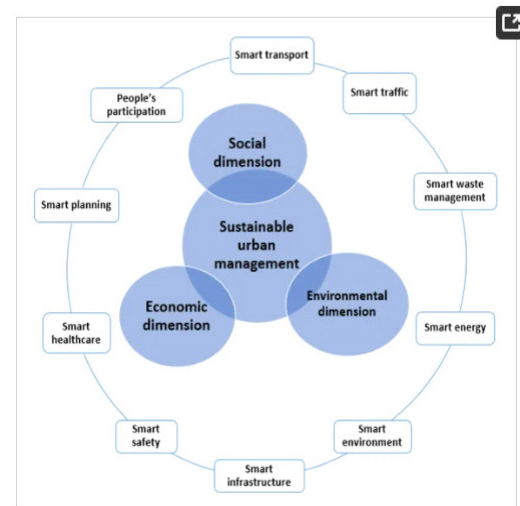 Smart transport
People's
participation
Smart traffic
Social
dimension
Smart waste
management
Smart planning
Sustainable
urban
management
Economic
dimension
Environmental
dimension
Smart
healthcare
Smart energy
Smart
safety
Smart
environment
Smart
infrastructure